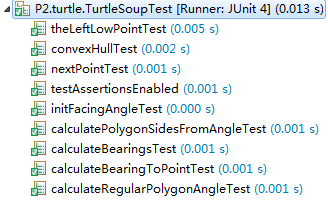 P2.turtle.TurtleSoupTest [Runner: JUnit 4] (0.013 s)
theLeftLowPointTest (0.005 s)
convexHullTest (0.002 s)
nextPointTest (0.001 s)
testAssertionsEnabled (0.001 s)
initFacingAngleTest (0.000 s)
calculatePolygonSidesFromAngleTest (0.001 s)
calculateBearingsTest (0.001 s)
calculateBearingToPointTest (0.001 s)
calculateRegularPolygonAngleTest (0.001 s)